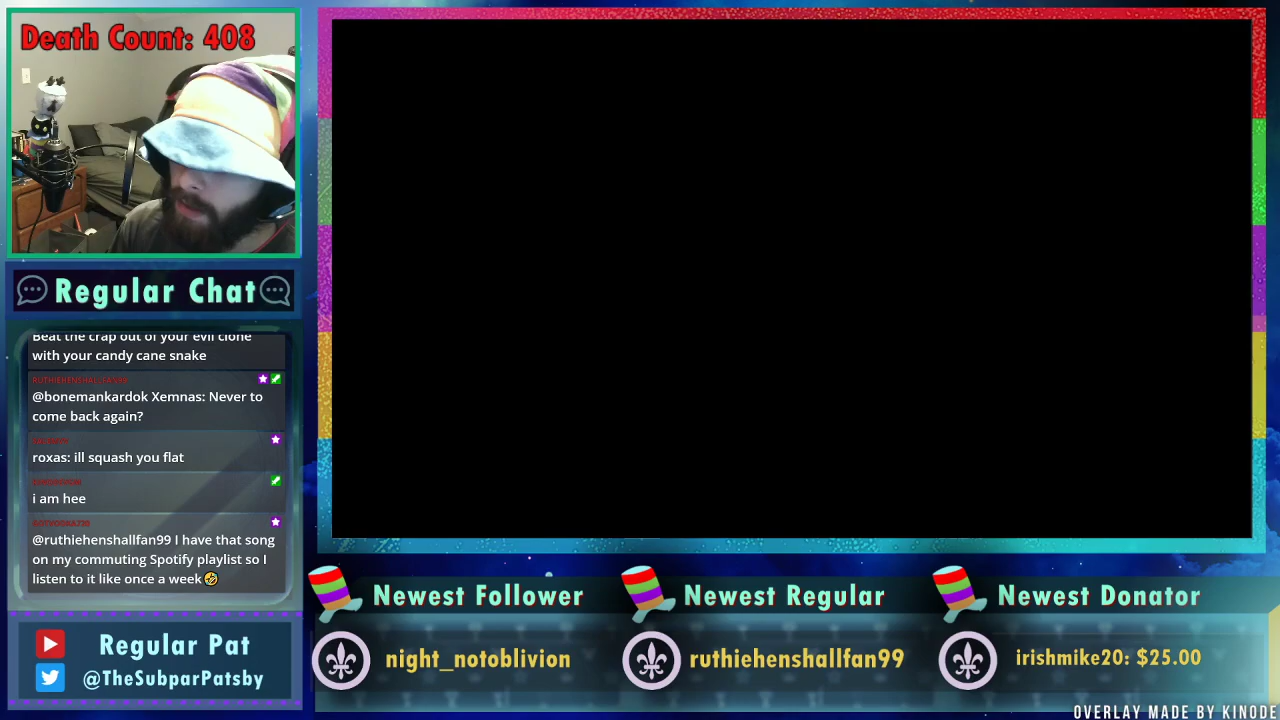 Death Count: 408
Regular Chat
Beat the crap out of your evil clone
with your candy cane snake
RUTHIEHENSHALLFAN99
@bonemankardok Xemnas: Never to
come back again?
roxas: ill squash you flat
i am hee
@ruthiehenshallfan99 I have that song
on my commuting Spotify playlist so I
listen to it like once a week🤣
Regular Pat
@TheSubparPatsby
Newest Follower
night_notoblivion
Newest Regular
ruthiehenshallfan99
Newest Donator
irishmike20: $25.00
OVERLAY MADE BY KINODE